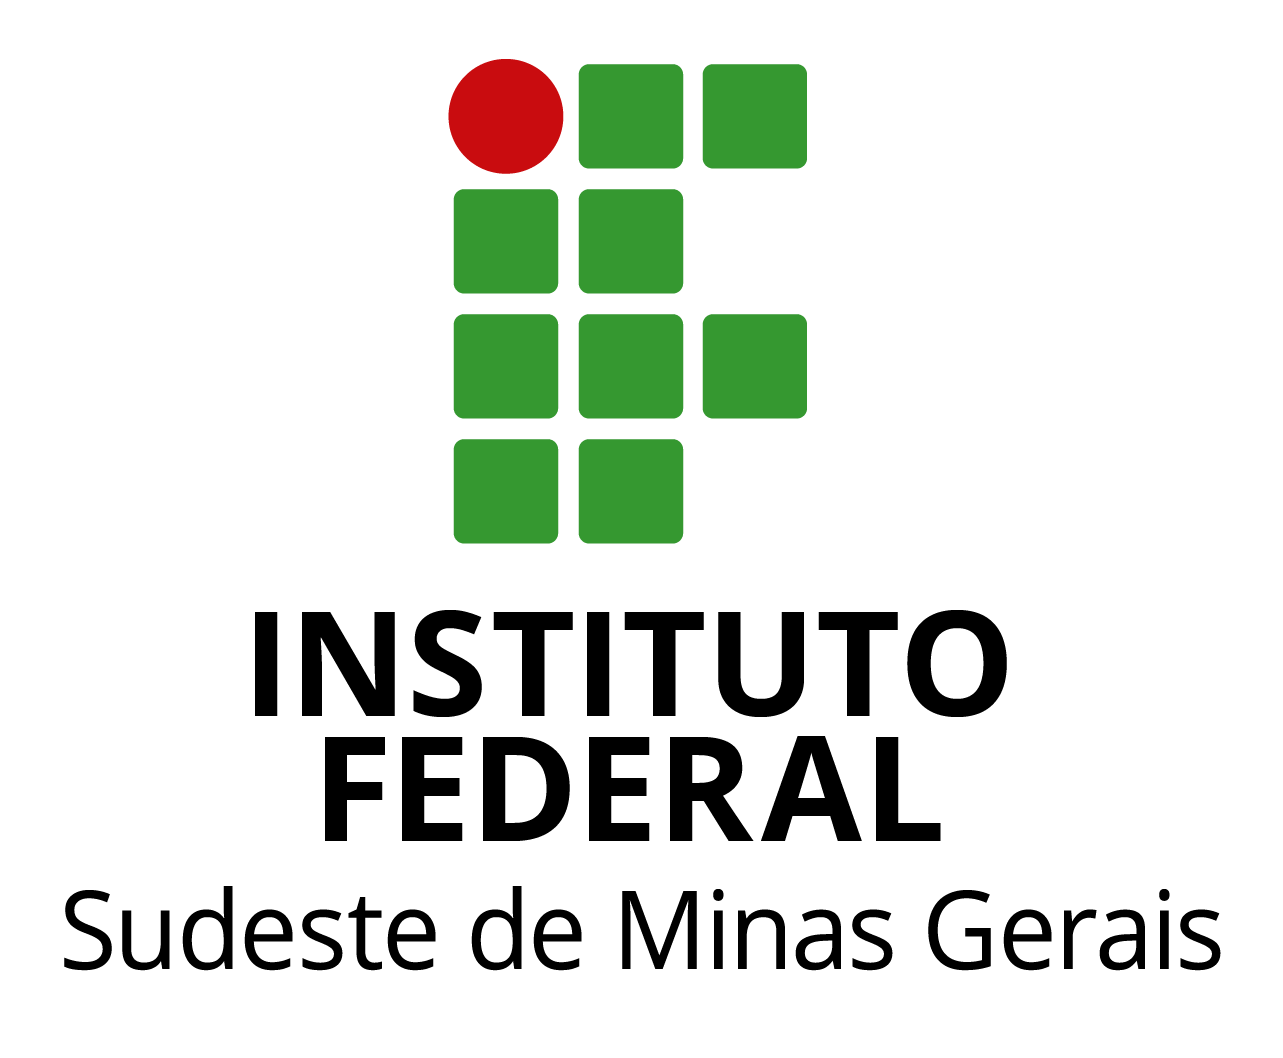 INSTITUTO
FEDERAL
Sudeste de Minas Gerais